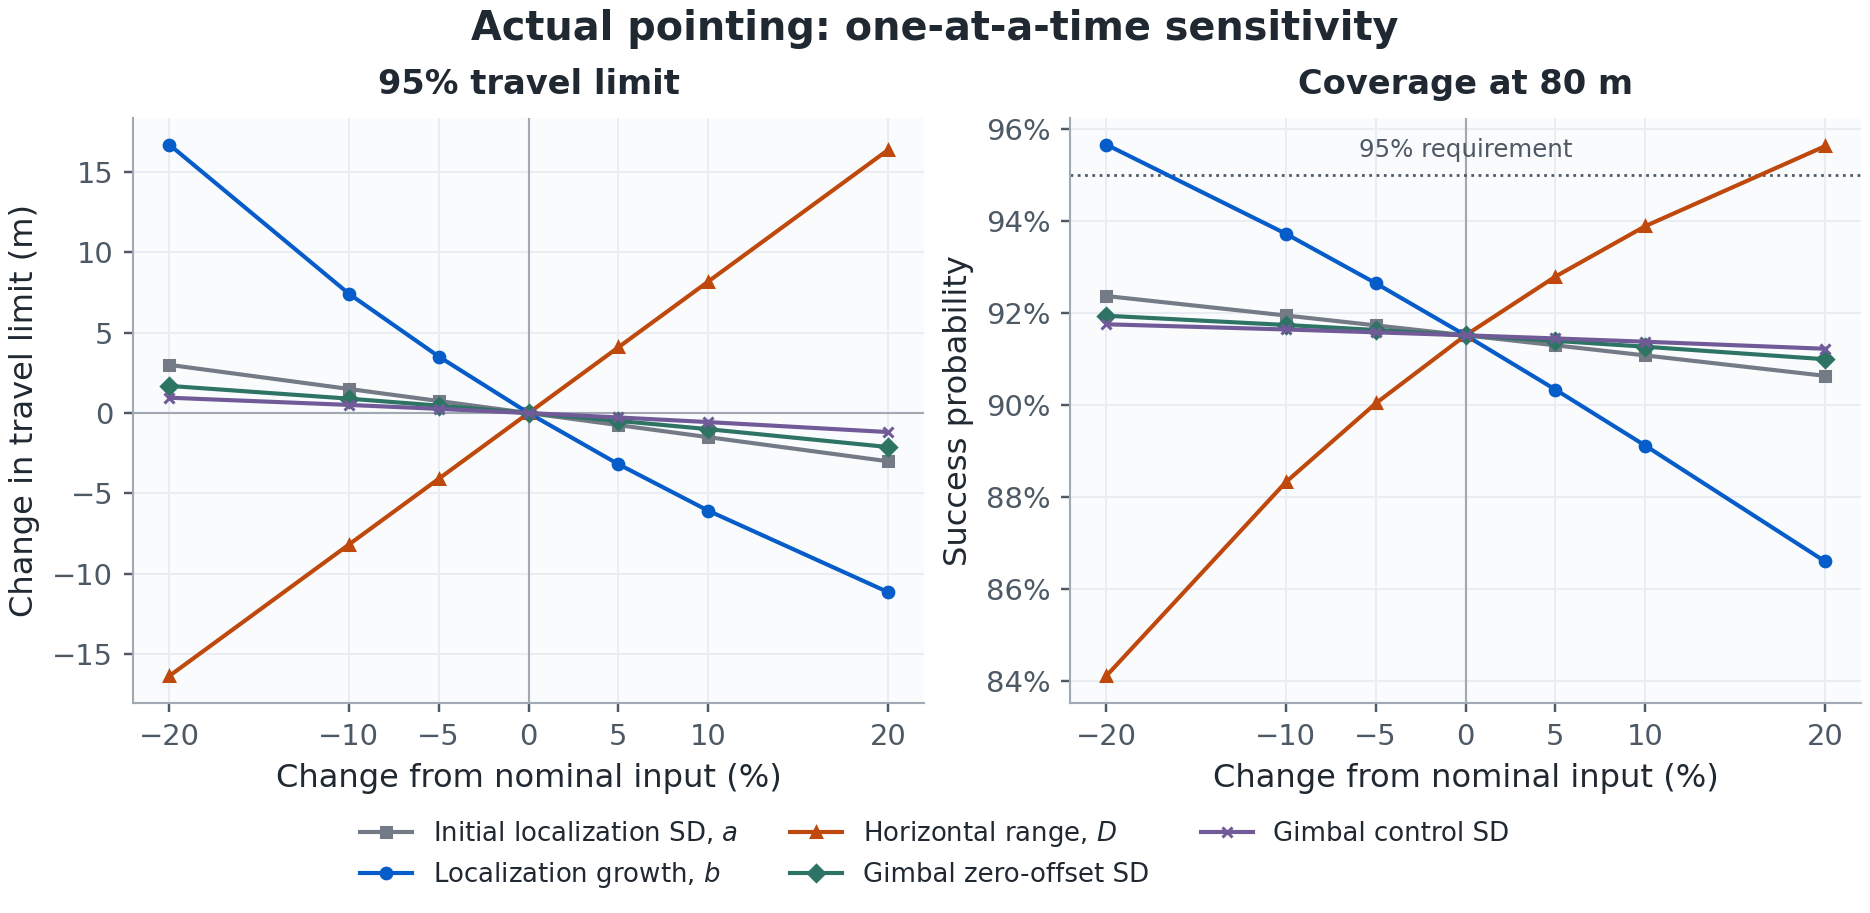 Actual pointing: one-at-a-time sensitivity
95% travel limit
Change in travel limit (m)
15
10
5
0
−5
−10
−15
−20
−10
−5
0
5
10
20
Change from nominal input (%)
Coverage at 80 m
Success probability
96%
94%
92%
90%
88%
86%
84%
95% requirement
−20
−10
−5
0
5
10
20
Change from nominal input (%)
Initial localization SD, a
Localization growth, b
Horizontal range, D
Gimbal zero-offset SD
Gimbal control SD